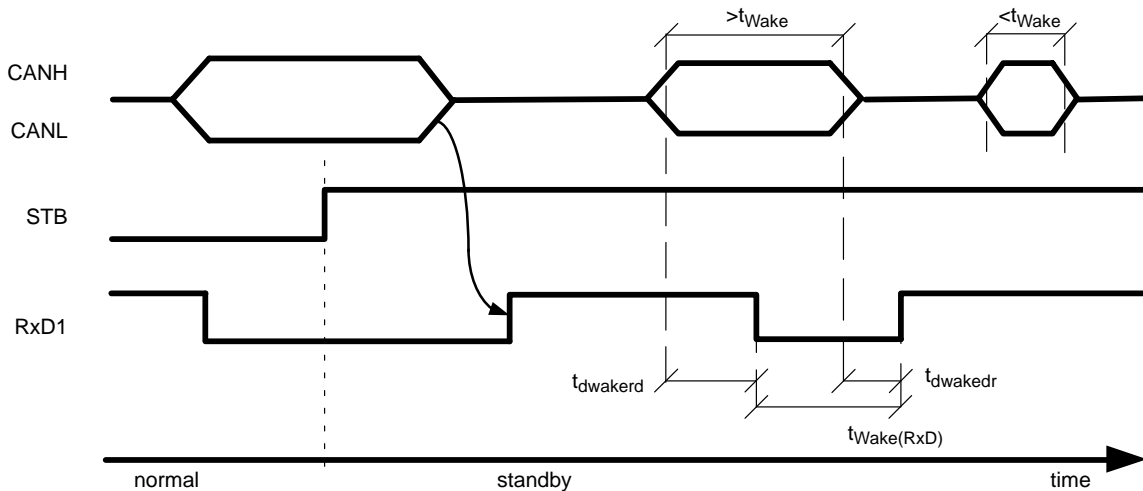 >tWake
<tWake
CANH
CANL
STB
RxD1
tdwakerd
tdwakedr
tWake(RxD)
normal
standby
time